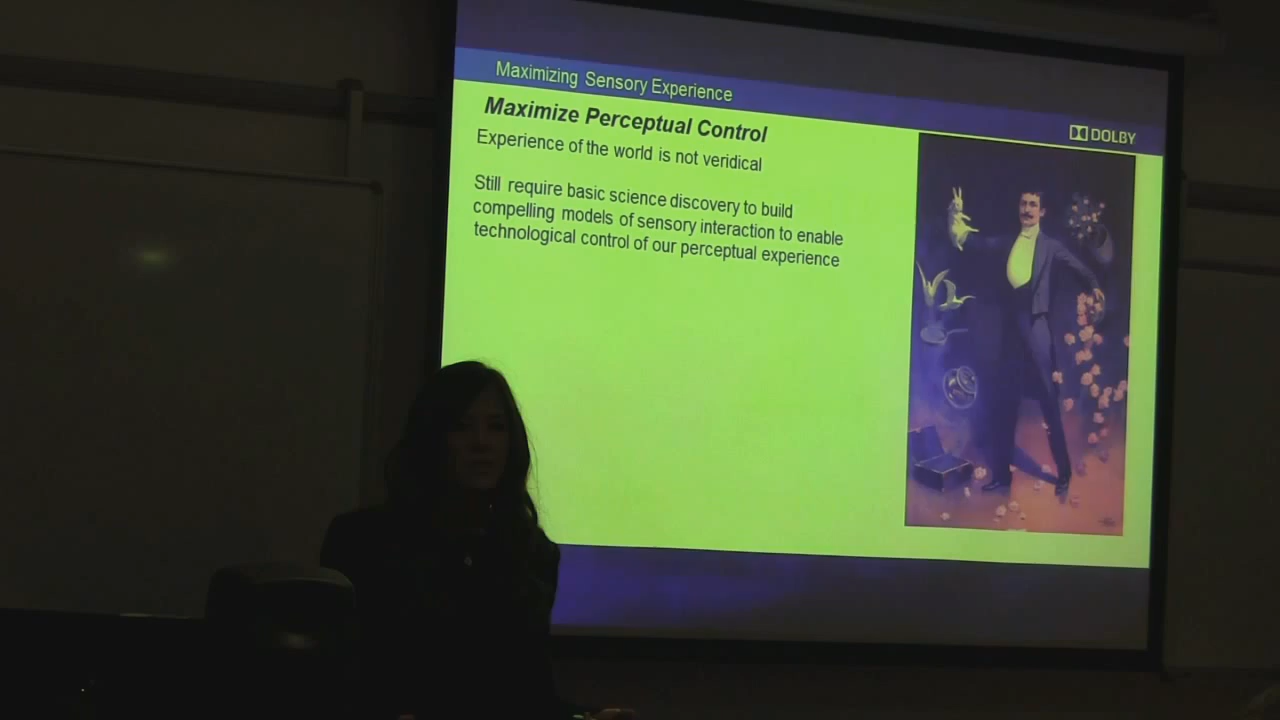 Maximizing Sensory Experience
DOLBY
Maximize Perceptual Control
Experience of the world is not veridical
Still require basic science discovery to build
compelling models of sensory interaction to enable
technological control of our perceptual experience